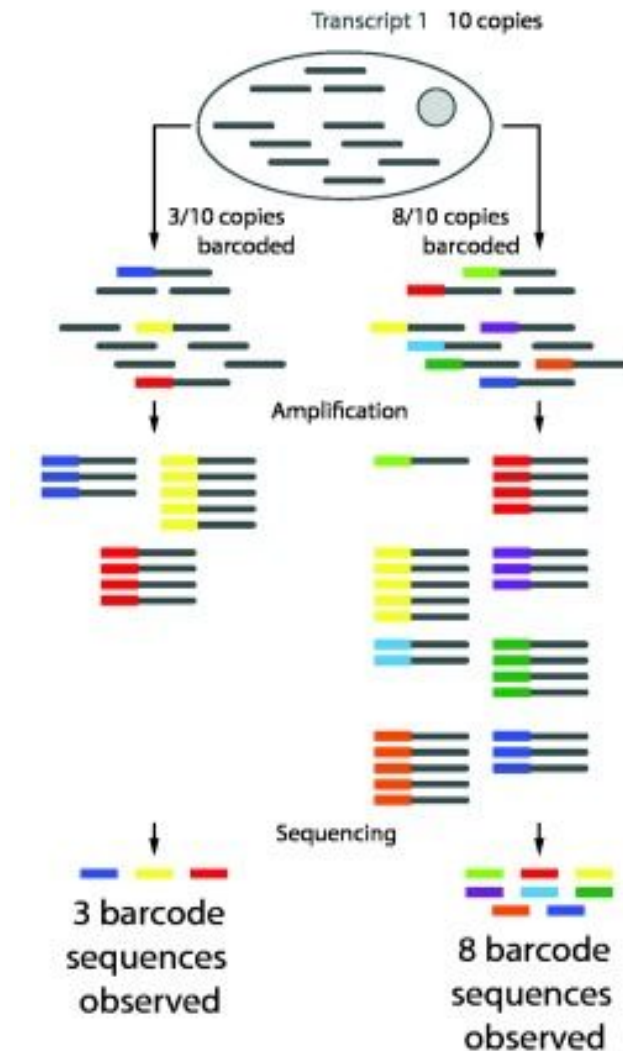 Transcript 1 10 copies
3/10 copies
barcoded
8/10 copies
barcoded
Amplification
Sequencing
3 barcode
sequences
observed
8 barcode
sequences
observed